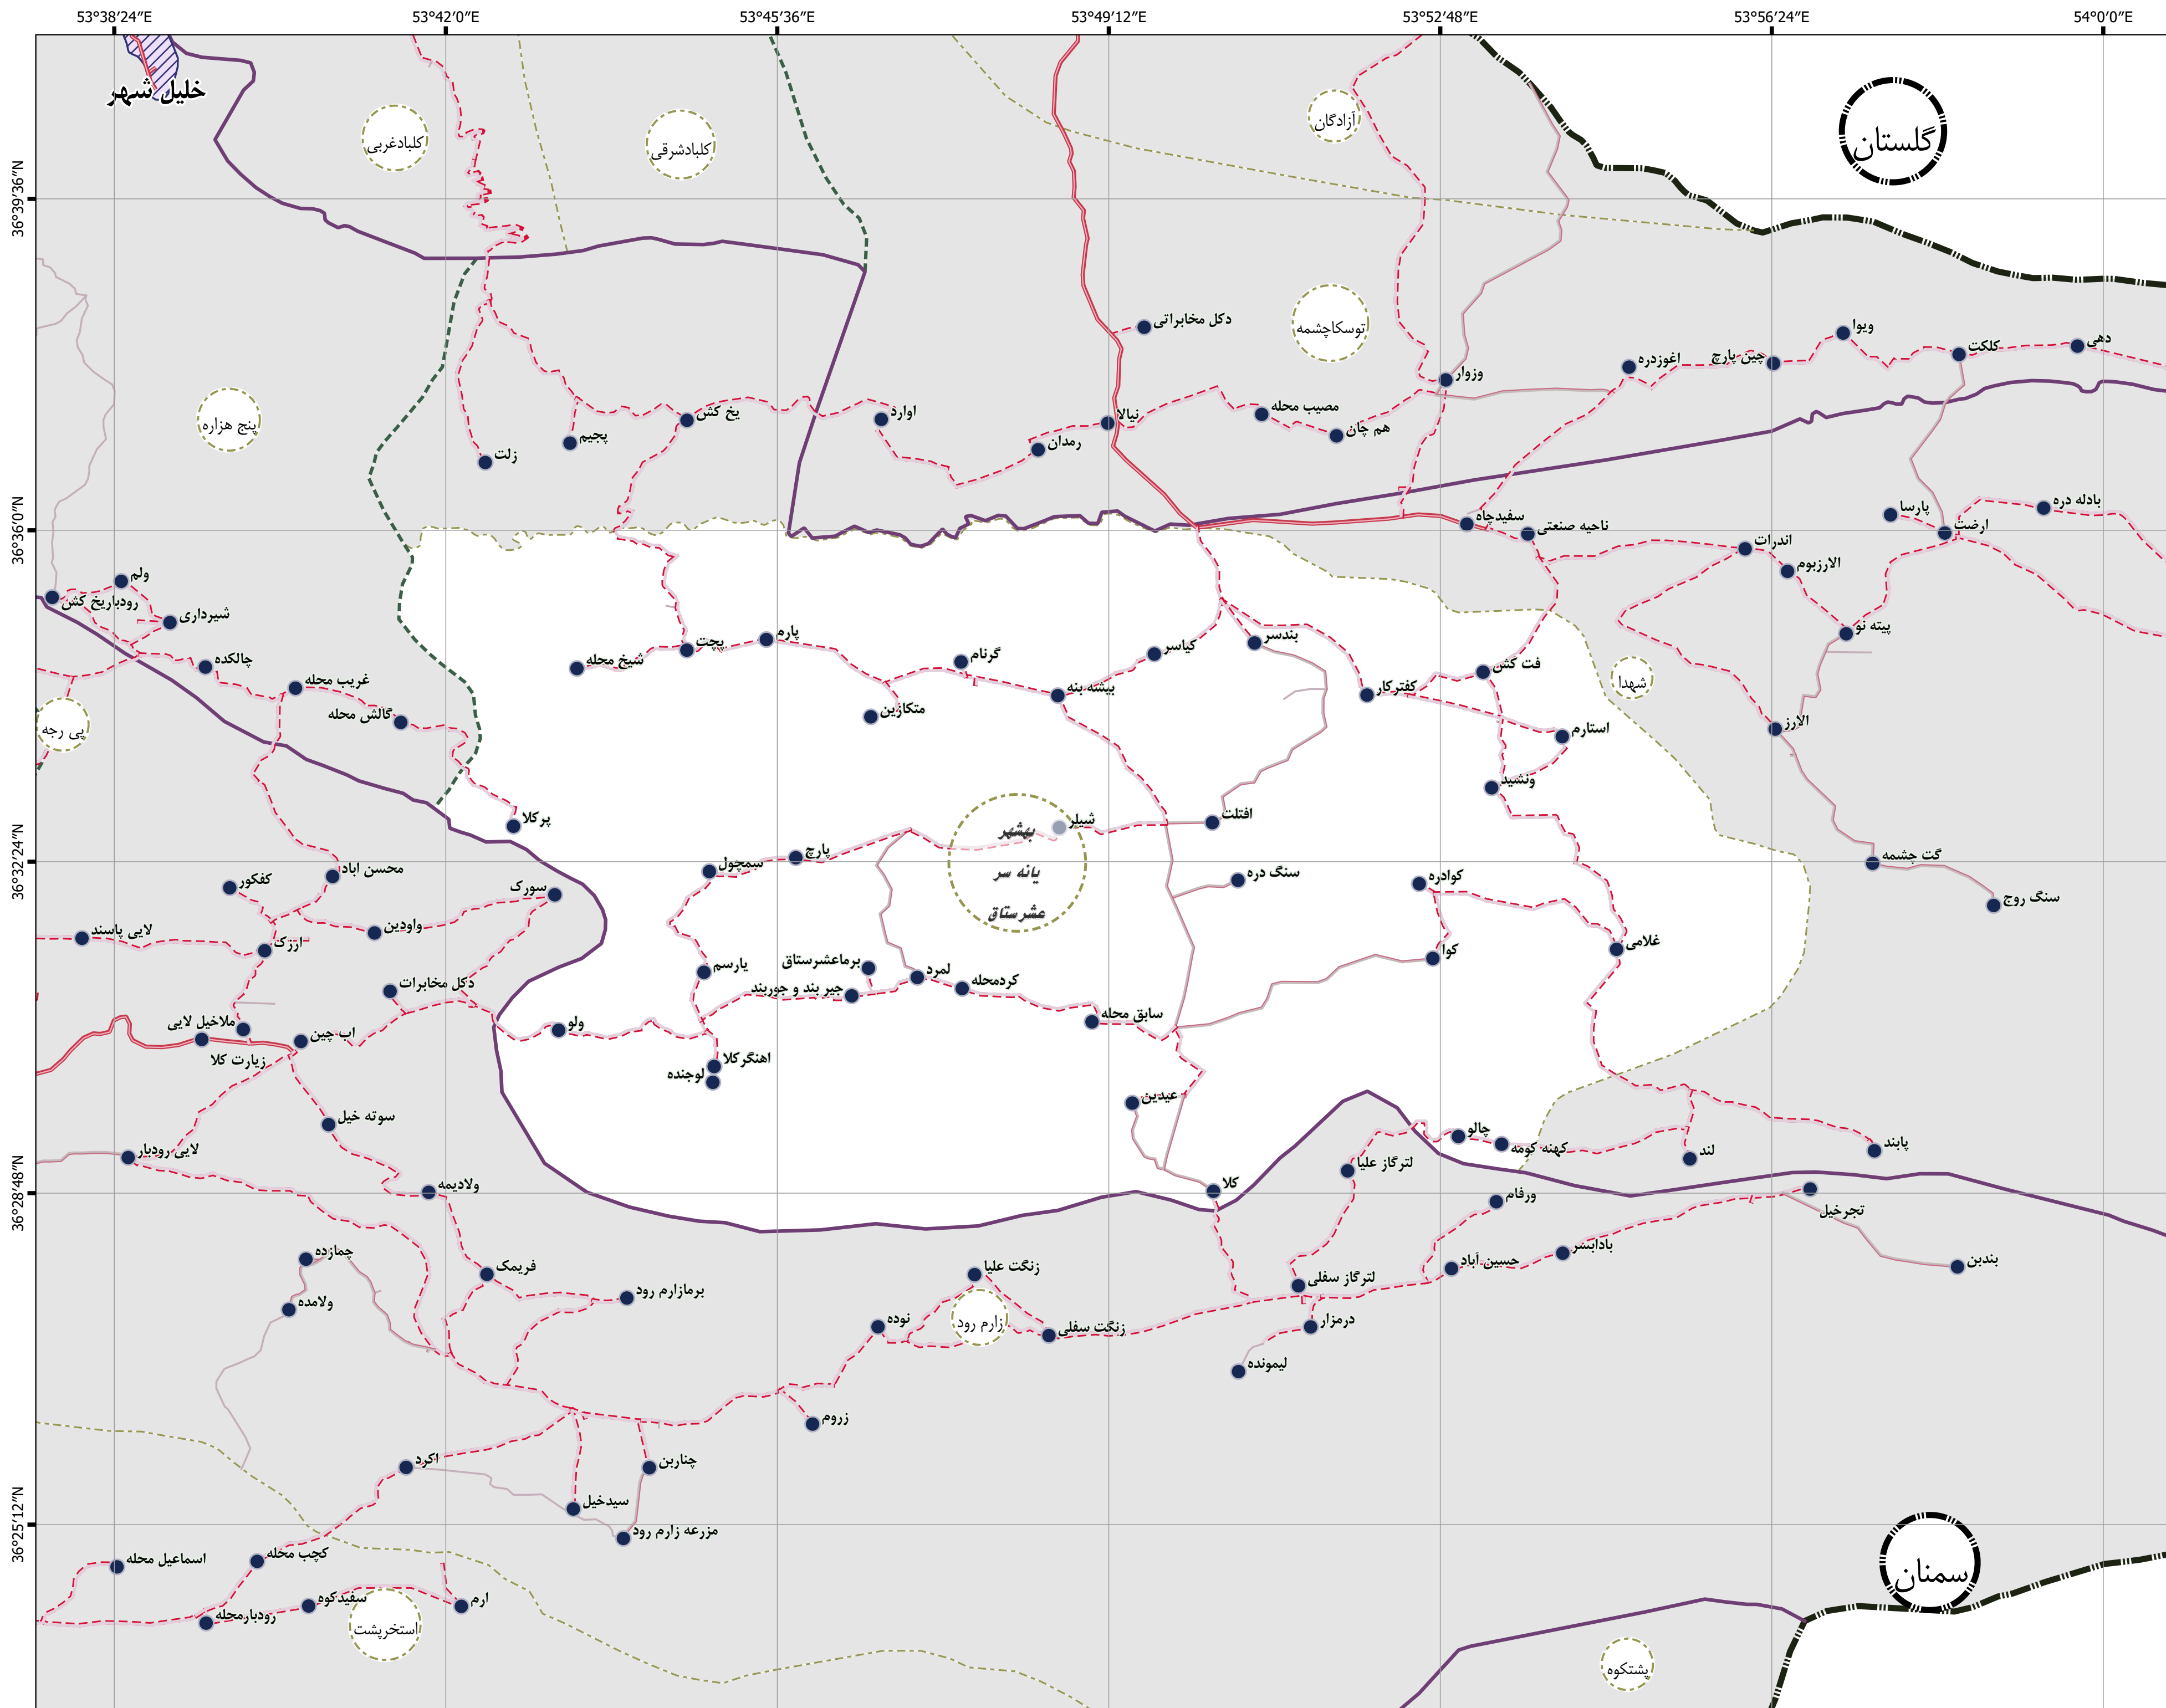 53°38'24"E
53°42'0"E
53°45'36"E
53°49'12"E
53°52'48"E
53°56'24"E
54°0'0"E
خلیل شهر
کلبادغربی
کلبادشرقی
آزادگان
گلستان
36°39'36"N
توسکاچشمه
دکل مخابراتی
ویوا
دهی
کلکت
چین پارچ
اغوزدره
وزوار
پنج هزاره
زلت
پجیم
یخ کش
اوارد
رمدان
نیالا
مصیب محله
هم چان
36°36'0"N
سفیدچاه
ناحیه صنعتی
پارسا
ارضت
بادله دره
اندرات
الارزبوم
پیته نو
ولم
رودباریخ کش
شیرداری
چالکده
غریب محله
گالش محله
پی رجه
شیخ محله
پچت
پارم
گرنام
متکازین
بیشه بنه
کیاسر
بندسر
کفترکار
فت کش
استارم
ونشید
شهدا
الارز
پرکلا
شیلر
افتلت
36°32'24"N
بهشهر
یانه سر
عشرستاق
محسن اباد
کفکور
سورک
سمچول
پارچ
سنگ دره
کوادره
گت چشمه
سنگ روج
لایی پاسند
واودین
ارزک
غلامی
کوا
دکل مخابرات
یارسم
برماعشرستاق
جیر بند و جوربند
لمرد
کردمحله
سابق محله
ملاخیل لایی
زیارت کلا
اب چین
ولو
اهنگرکلا
لوجنده
عیدین
سوته خیل
لایی رودبار
چالو
کهنه کومه
لند
پابند
لترگاز علیا
36°28'48"N
ولادیمه
کلا
ورفام
تجرخیل
چمازده
ولامده
فریمک
برمازارم رود
زنگت علیا
زارم رود
نوده
زنگت سفلی
لترگاز سفلی
حسین آباد
بادابسر
بندبن
درمزار
لیمونده
زروم
اکرد
چناربن
سیدخیل
مزرعه زارم رود
36°25'12"N
اسماعیل محله
کچب محله
سفیدکوه
ارم
رودبارمحله
استخرپشت
سمنان
پشتکوه